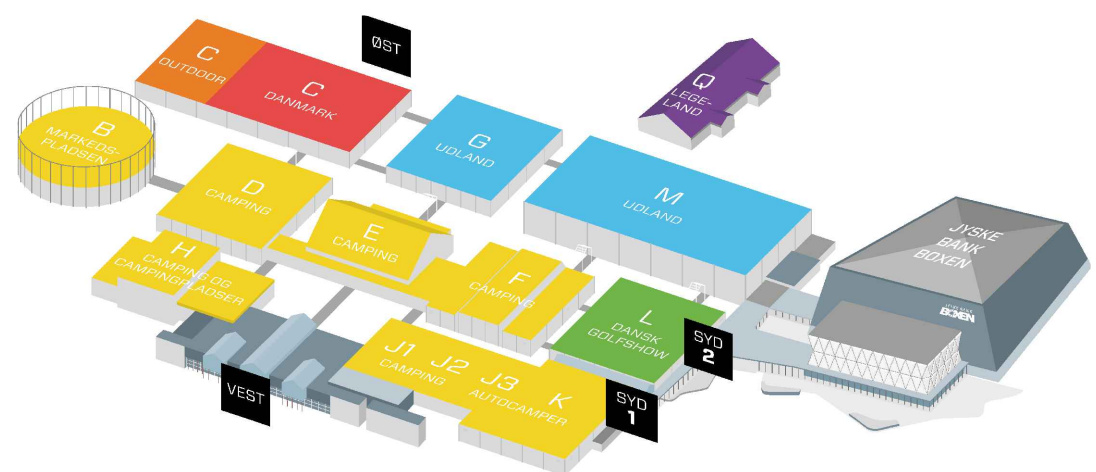 ØST
C
OUTDOOR
C
DANMARK
Q
LEGE-
LAND
B
MARKEDS-
PLADSEN
G
UDLAND
D
CAMPING
M
UDLAND
E
CAMPING
JYSKE
BANK
BOXEN
H
CAMPING OG
CAMPINGPLADSER
F
CAMPING
BOXEN
L
DANSK
GOLFSHOW
SYD
2
J1 J2 J3 K
CAMPING
AUTOCAMPER
VEST
SYD
1